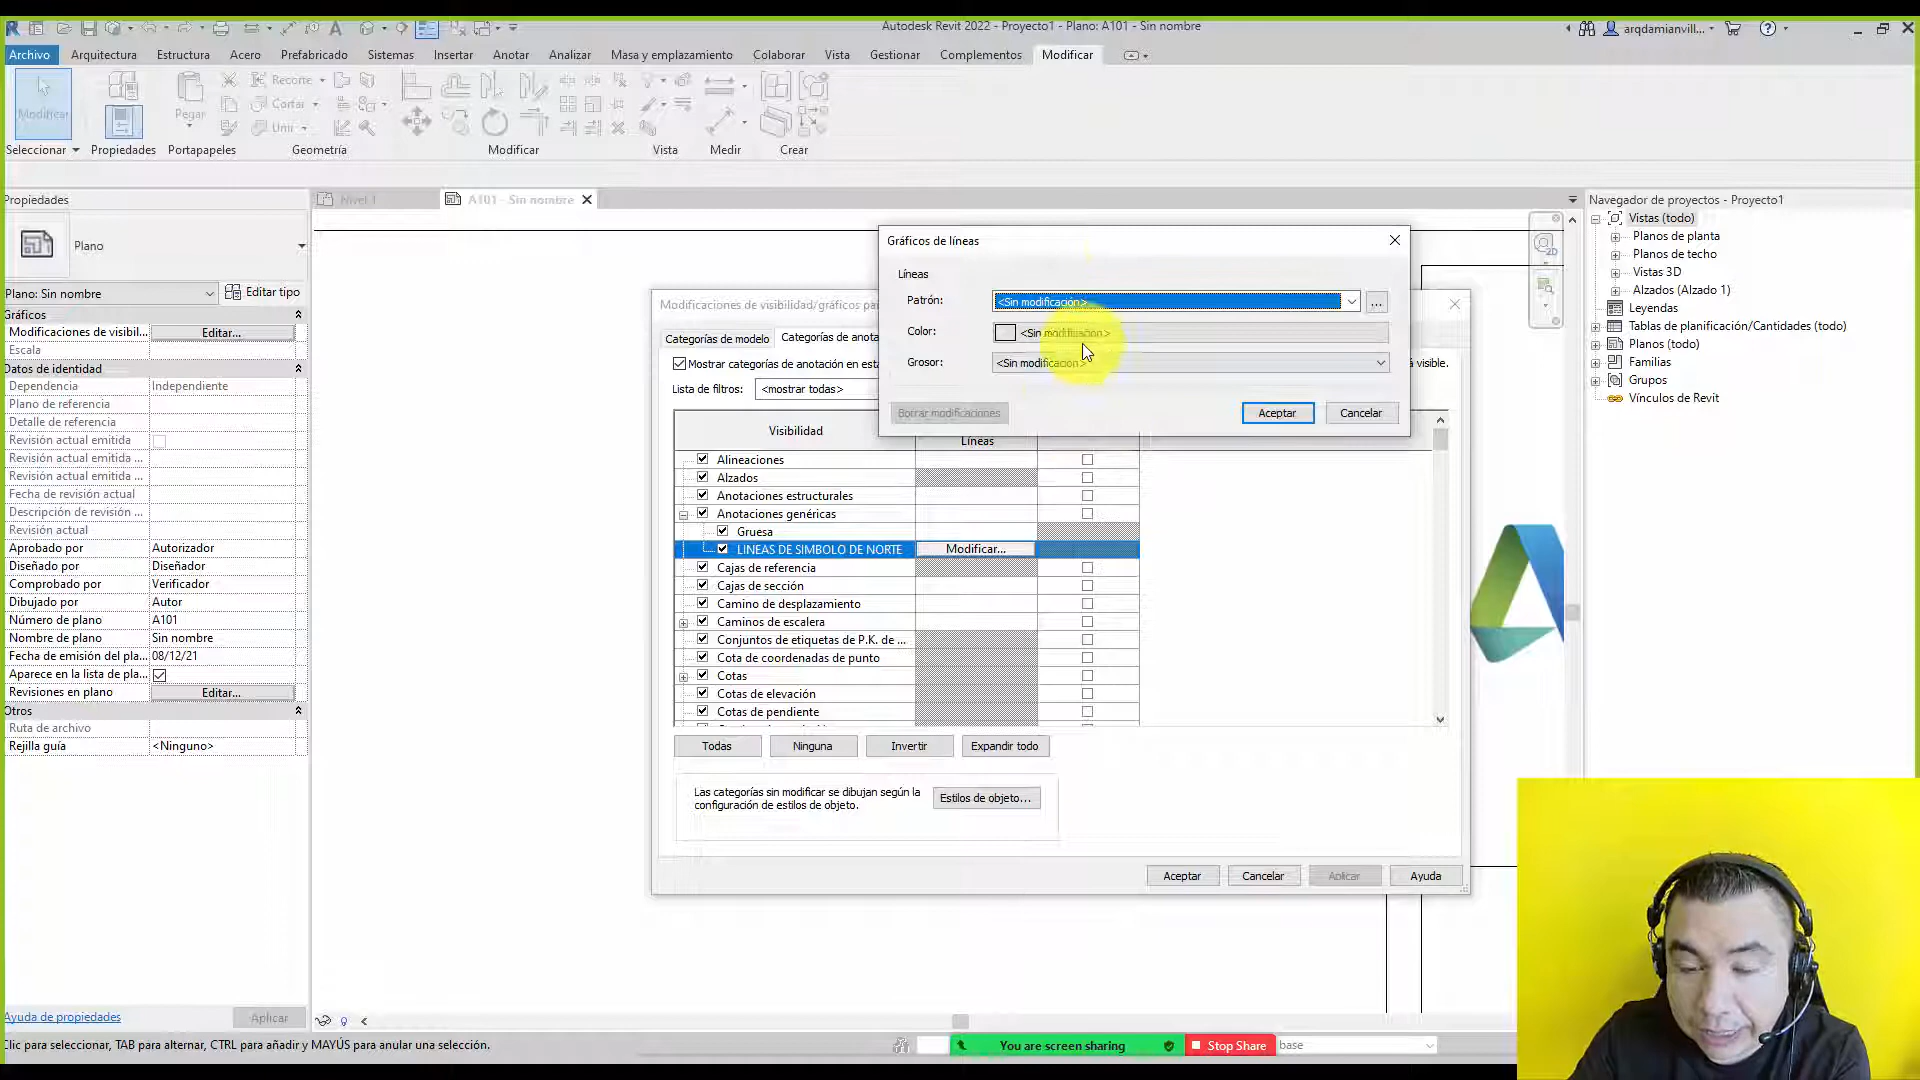 Autodesk Revit 2022 - Proyecto1 - Plano: A101 - Sin nombre
arqdamianvill...
Archivo Arquitectura Estructura Acero Prefabricado Sistemas Insertar Anotar Analizar Masa y emplazamiento Colaborar Vista Gestionar Complementos Modificar
Modificar
Pegar
Recorte
Cortar
Unir
Seleccionar Propiedades Portapapeles Geometría Modificar Vista Medir Crear
Propiedades
Nivel 1
A101 - Sin nombre
Plano
Plano: Sin nombre
Editar tipo
Gráficos
Modificaciones de visibil... Editar...
Escala
Datos de identidad
Dependencia Independiente
Plano de referencia
Detalle de referencia
Revisión actual emitida
Revisión actual emitida ...
Revisión actual emitida ...
Fecha de revisión actual
Descripción de revisión ...
Revisión actual
Aprobado por Autorizador
Diseñado por Diseñador
Comprobado por Verificador
Dibujado por Autor
Número de plano A101
Nombre de plano Sin nombre
Fecha de emisión del pla... 08/12/21
Aparece en la lista de pla...
Revisiones en plano Editar...
Otros
Ruta de archivo
Rejilla guía <Ninguno>
Ayuda de propiedades
Aplicar
Gráficos de líneas
Líneas
Patrón: <Sin modificación>
...
Color: <Sin modificación>
Grosor: <Sin modificación>
Borrar modificaciones
Aceptar
Cancelar
Modificaciones de visibilidad/gráficos pa
Categorías de modelo
Categorías de anota
Mostrar categorías de anotación en esta
á visible.
Lista de filtros: <mostrar todas>
Visibilidad
Líneas
Alineaciones
Alzados
Anotaciones estructurales
Anotaciones genéricas
Gruesa
LINEAS DE SIMBOLO DE NORTE Modificar...
Cajas de referencia
Cajas de sección
Camino de desplazamiento
Caminos de escalera
Conjuntos de etiquetas de P.K. de ...
Cota de coordenadas de punto
Cotas
Cotas de elevación
Cotas de pendiente
Todas
Ninguna
Invertir
Expandir todo
Las categorías sin modificar se dibujan según la
configuración de estilos de objeto.
Estilos de objeto...
Aceptar
Cancelar
Aplicar
Ayuda
Navegador de proyectos - Proyecto1
Vistas (todo)
Planos de planta
Planos de techo
Vistas 3D
Alzados (Alzado 1)
Leyendas
Tablas de planificación/Cantidades (todo)
Planos (todo)
Familias
Grupos
Vínculos de Revit
2D
Clic para seleccionar, TAB para alternar, CTRL para añadir y MAYÚS para anular una selección.
You are screen sharing
Stop Share
base